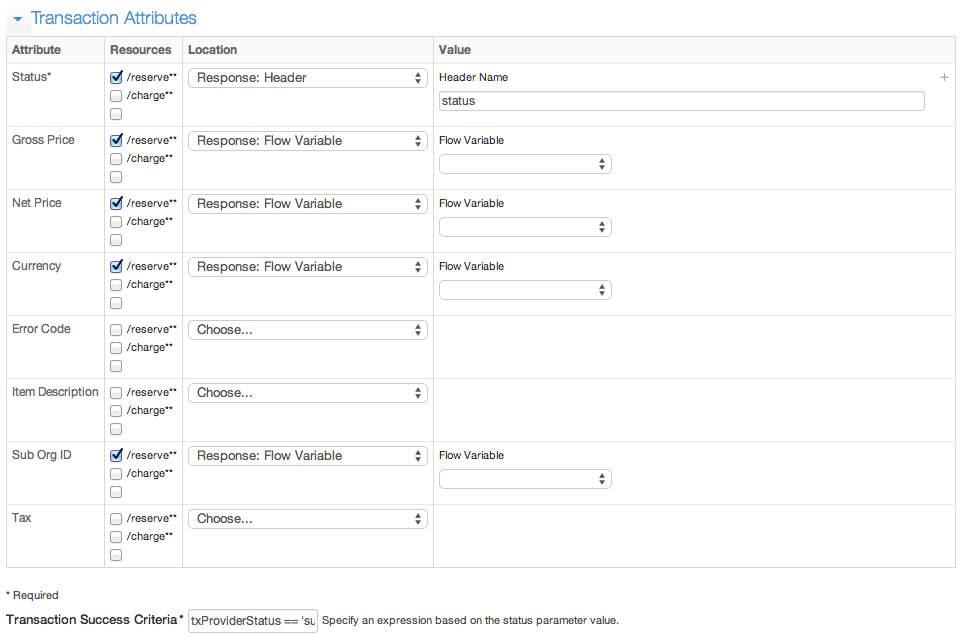 Transaction Attributes
Attribute Resources Location Value
Status* /reserve** Response: Header Header Name +
/charge** status
Gross Price /reserve** Response: Flow Variable Flow Variable
/charge**
Net Price /reserve** Response: Flow Variable Flow Variable
/charge**
Currency /reserve** Response: Flow Variable Flow Variable
/charge**
Error Code /reserve** Choose...
/charge**
Item Description /reserve** Choose...
/charge**
Sub Org ID /reserve** Response: Flow Variable Flow Variable
/charge**
Tax /reserve** Choose...
/charge**
* Required
Transaction Success Criteria* txProviderStatus == 'su Specify an expression based on the status parameter value.